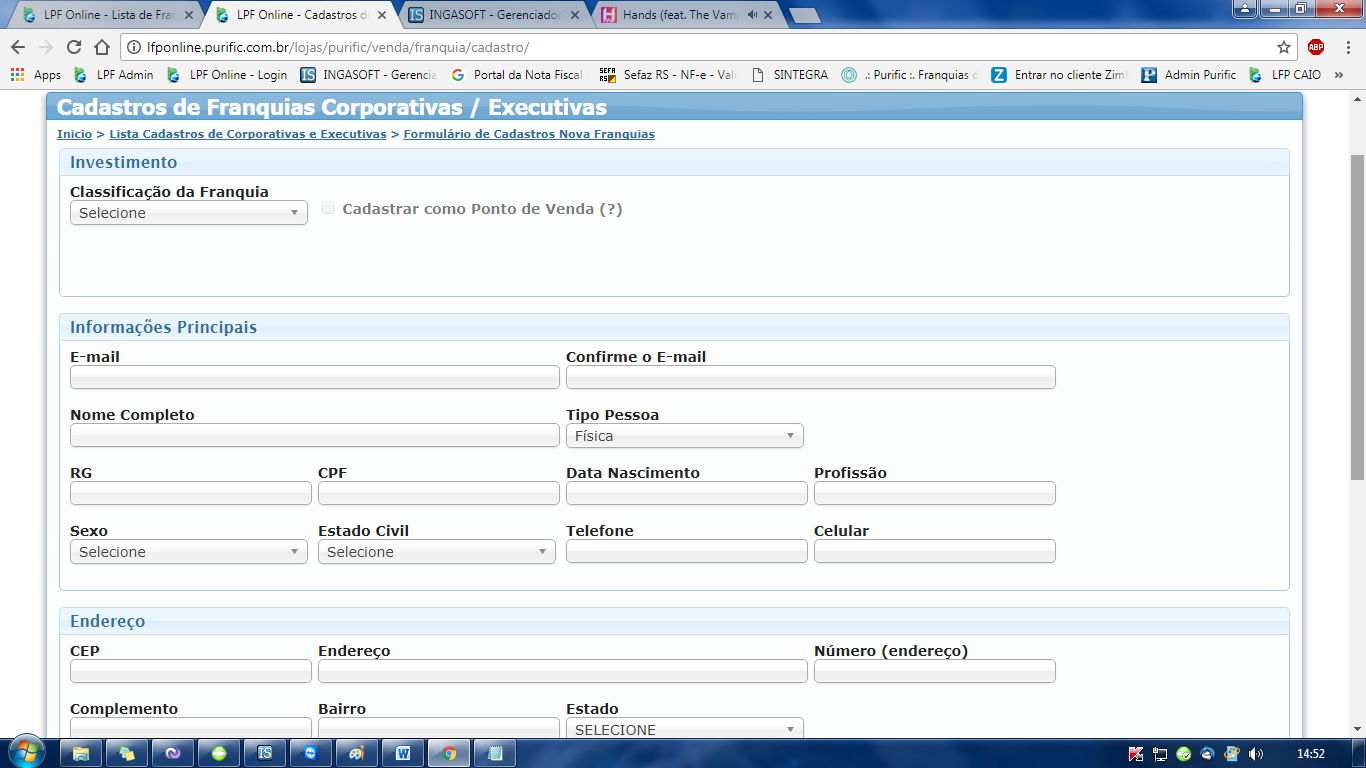 LPF Online - Lista de Fran
LPF Online - Cadastros de
INGASOFT - Gerenciador
Hands (feat. The Vamp
lfponline.purific.com.br/lojas/purific/venda/franquia/cadastro/
ABP
Apps
LPF Admin
LPF Online - Login
INGASOFT - Gerencia
Portal da Nota Fiscal
Sefaz RS - NF-e - Vali
SINTEGRA
.: Purific :. Franquias
Entrar no cliente Zim
Admin Purific
LFP CAIO
»
Cadastros de Franquias Corporativas / Executivas
Inicio > Lista Cadastros de Corporativas e Executivas > Formulário de Cadastros Nova Franquias
Investimento
Classificação da Franquia
Selecione
Cadastrar como Ponto de Venda (?)
Informações Principais
E-mail
Confirme o E-mail
Nome Completo
Tipo Pessoa
Física
RG
CPF
Data Nascimento
Profissão
Sexo
Estado Civil
Telefone
Celular
Selecione
Selecione
Endereço
CEP
Endereço
Número (endereço)
Complemento
Bairro
Estado
SELECIONE
14:52